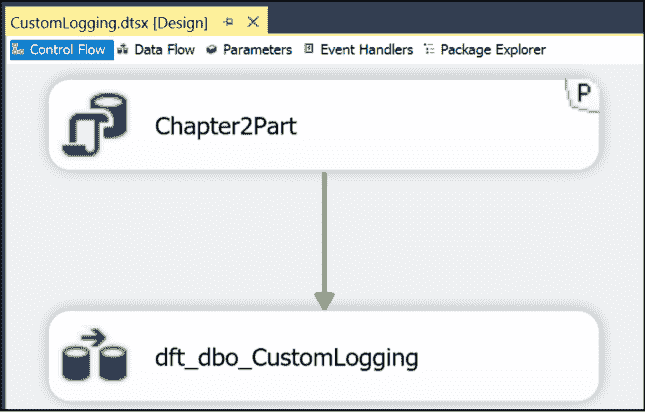 CustomLogging.dtsx [Design]
Control Flow Data Flow Parameters Event Handlers Package Explorer
P
Chapter2Part
dft_dbo_CustomLogging